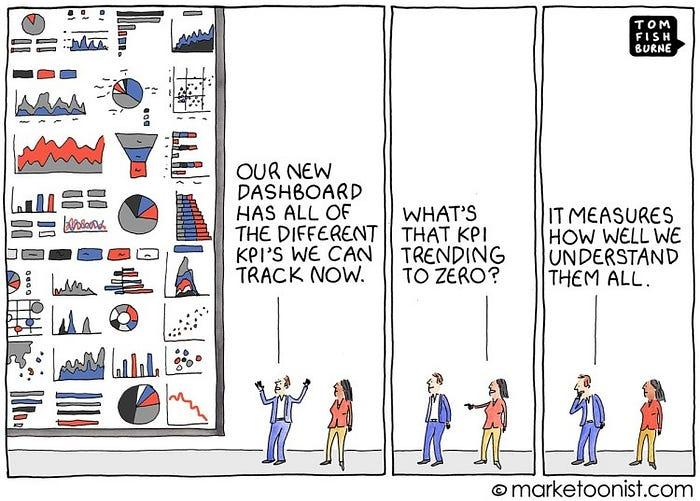 TOM
FISH
BURNE
OUR NEW
DASHBOARD
HAS ALL OF
THE DIFFERENT
KPI'S WE CAN
TRACK NOW.
WHAT'S
THAT KPI
TRENDING
TO ZERO?
IT MEASURES
HOW WELL WE
UNDERSTAND
THEM ALL.
© marketoonist.com